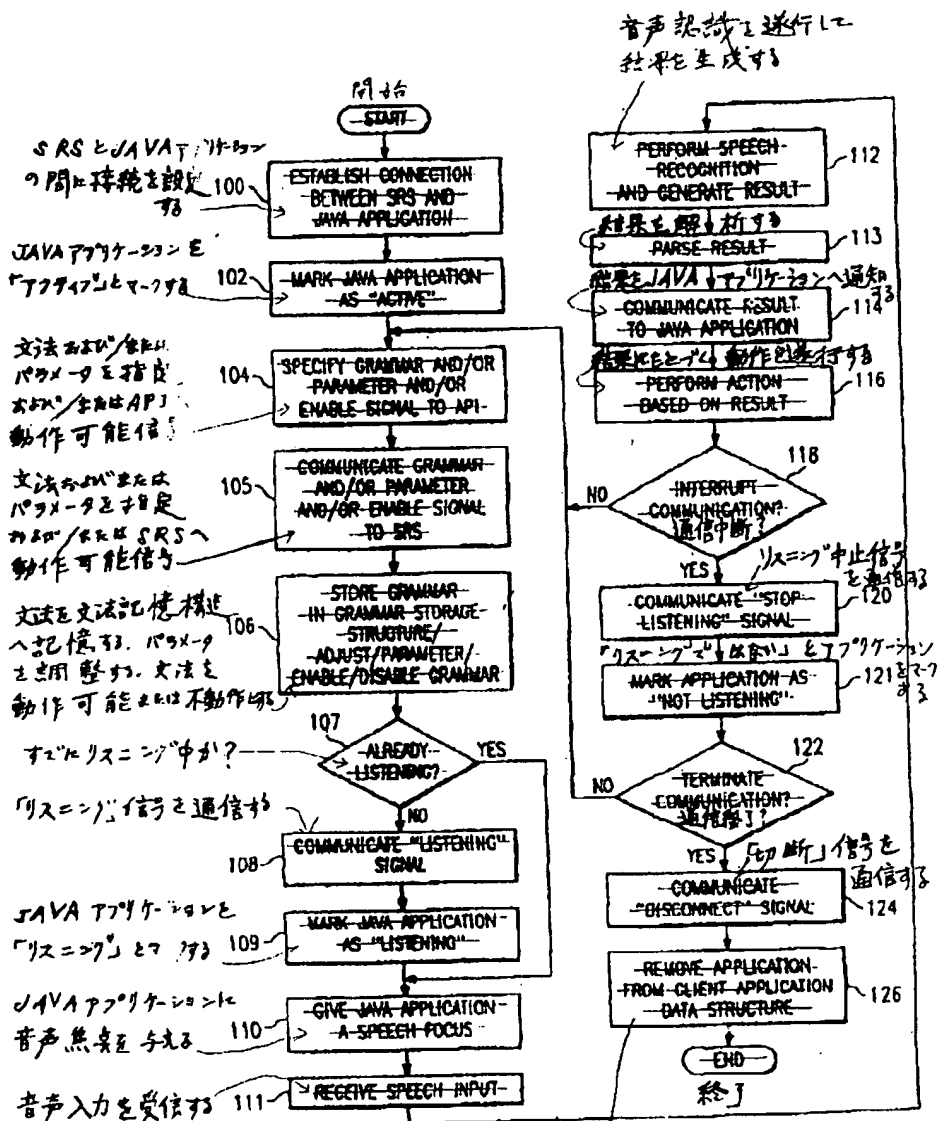 開始
START
SRSとJAVAアプリケーション
の間に接続を設定
する
100
ESTABLISH CONNECTION
BETWEEN SRS AND
JAVA APPLICATION
JAVAアプリケーションを
「アクティブ」とマークする
102
MARK JAVA APPLICATION
AS "ACTIVE"
文法および/または
パラメータを指定
および/またはAPI
動作可能信
104
SPECIFY GRAMMAR AND/OR
PARAMETER AND/OR
ENABLE SIGNAL TO API
文法および または
パラメータを指定
および/またはSRSへ
動作可能信号
105
COMMUNICATE GRAMMAR
AND/OR PARAMETER
AND/OR ENABLE SIGNAL
TO SRS
文法を文法記憶構造
へ記憶する. パラメータ
を調整する. 文法を
動作可能または不動作する
106
STORE GRAMMAR
IN GRAMMAR STORAGE
STRUCTURE/
ADJUST/PARAMETER/
ENABLE/DISABLE GRAMMAR
すでにリスニング中か?
107
ALREADY
LISTENING?
YES
NO
「リスニング」信号を通信する
108
COMMUNICATE "LISTENING"
SIGNAL
JAVAアプリケーションを
「リスニング」とマ する
109
MARK JAVA APPLICATION
AS "LISTENING"
JAVAアプリケーションに
音声焦点を与える
110
GIVE JAVA APPLICATION
A SPEECH FOCUS
音声入力を受信する
111
RECEIVE SPEECH INPUT
音声認識を遂行して
結果を生成する
PERFORM SPEECH
RECOGNITION
AND GENERATE RESULT
112
結果を解析する
PARSE RESULT
113
結果をJAVAアプリケーションへ通知
する
COMMUNICATE RESULT
TO JAVA APPLICATION
114
結果にもとづく動作を遂行する
PERFORM ACTION
BASED ON RESULT
116
118
INTERRUPT
COMMUNICATION?
通信中断?
NO
YES
リスニング中止信号
を通信する
COMMUNICATE "STOP
LISTENING" SIGNAL
120
「リスニングではない」とアプリケーション
をマーク
する
MARK APPLICATION AS
"NOT LISTENING"
121
122
TERMINATE
COMMUNICATION?
通信終了?
NO
YES
「切断」信号を
通信する
COMMUNICATE
"DISCONNECT" SIGNAL
124
REMOVE APPLICATION
FROM CLIENT APPLICATION
DATA STRUCTURE
126
END
終了